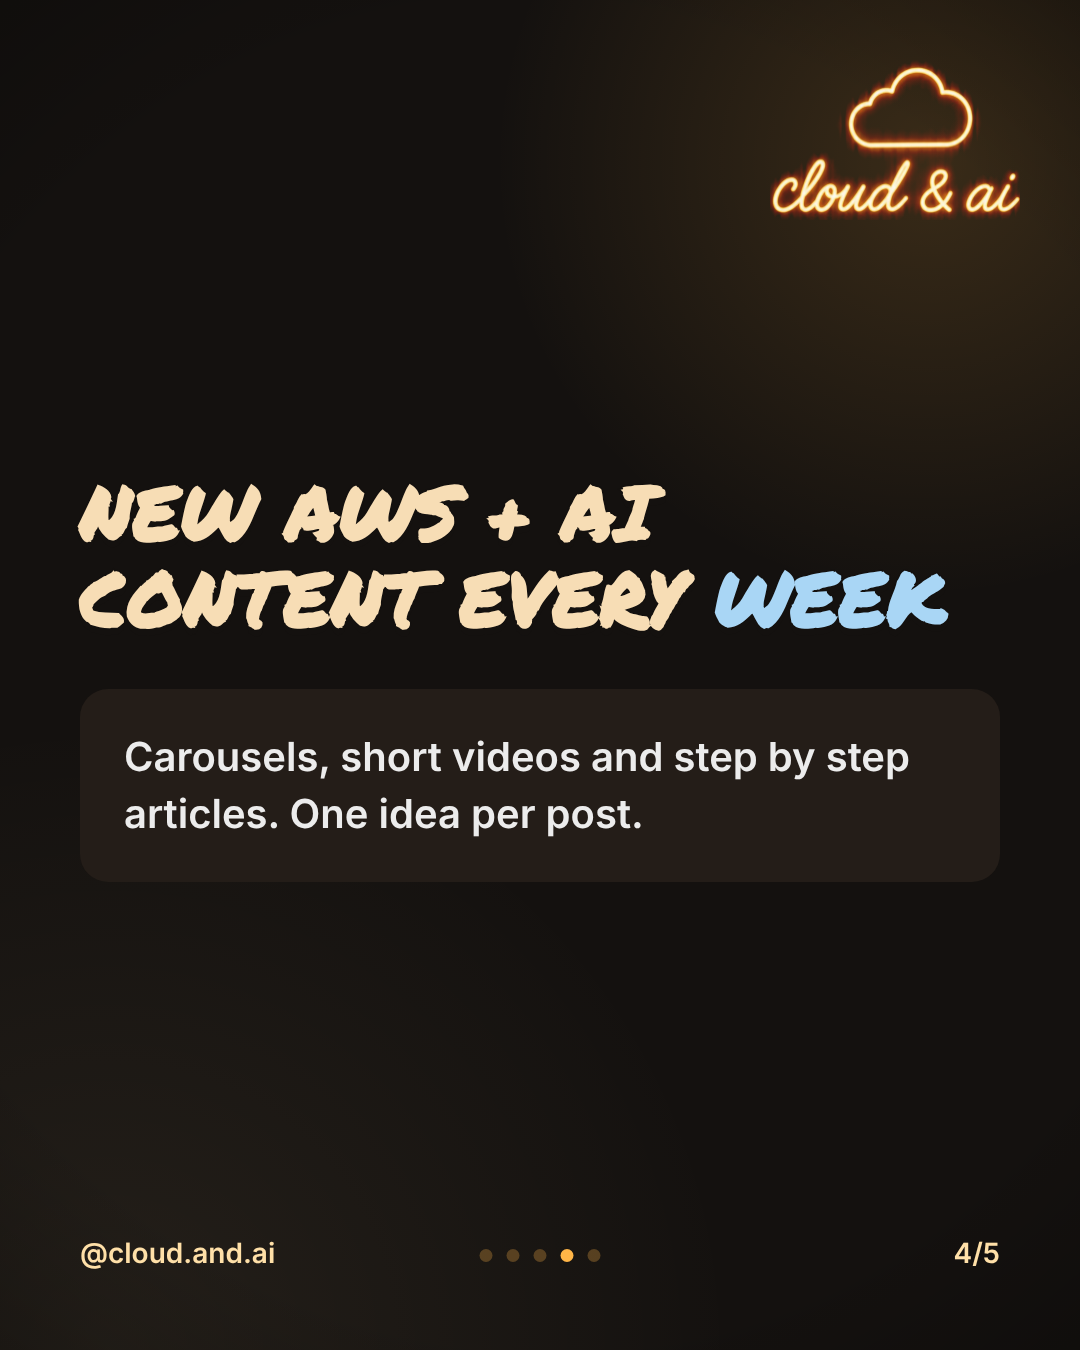 cloud & ai
NEW AWS + AI
CONTENT EVERY WEEK
Carousels, short videos and step by step
articles. One idea per post.
@cloud.and.ai
4/5